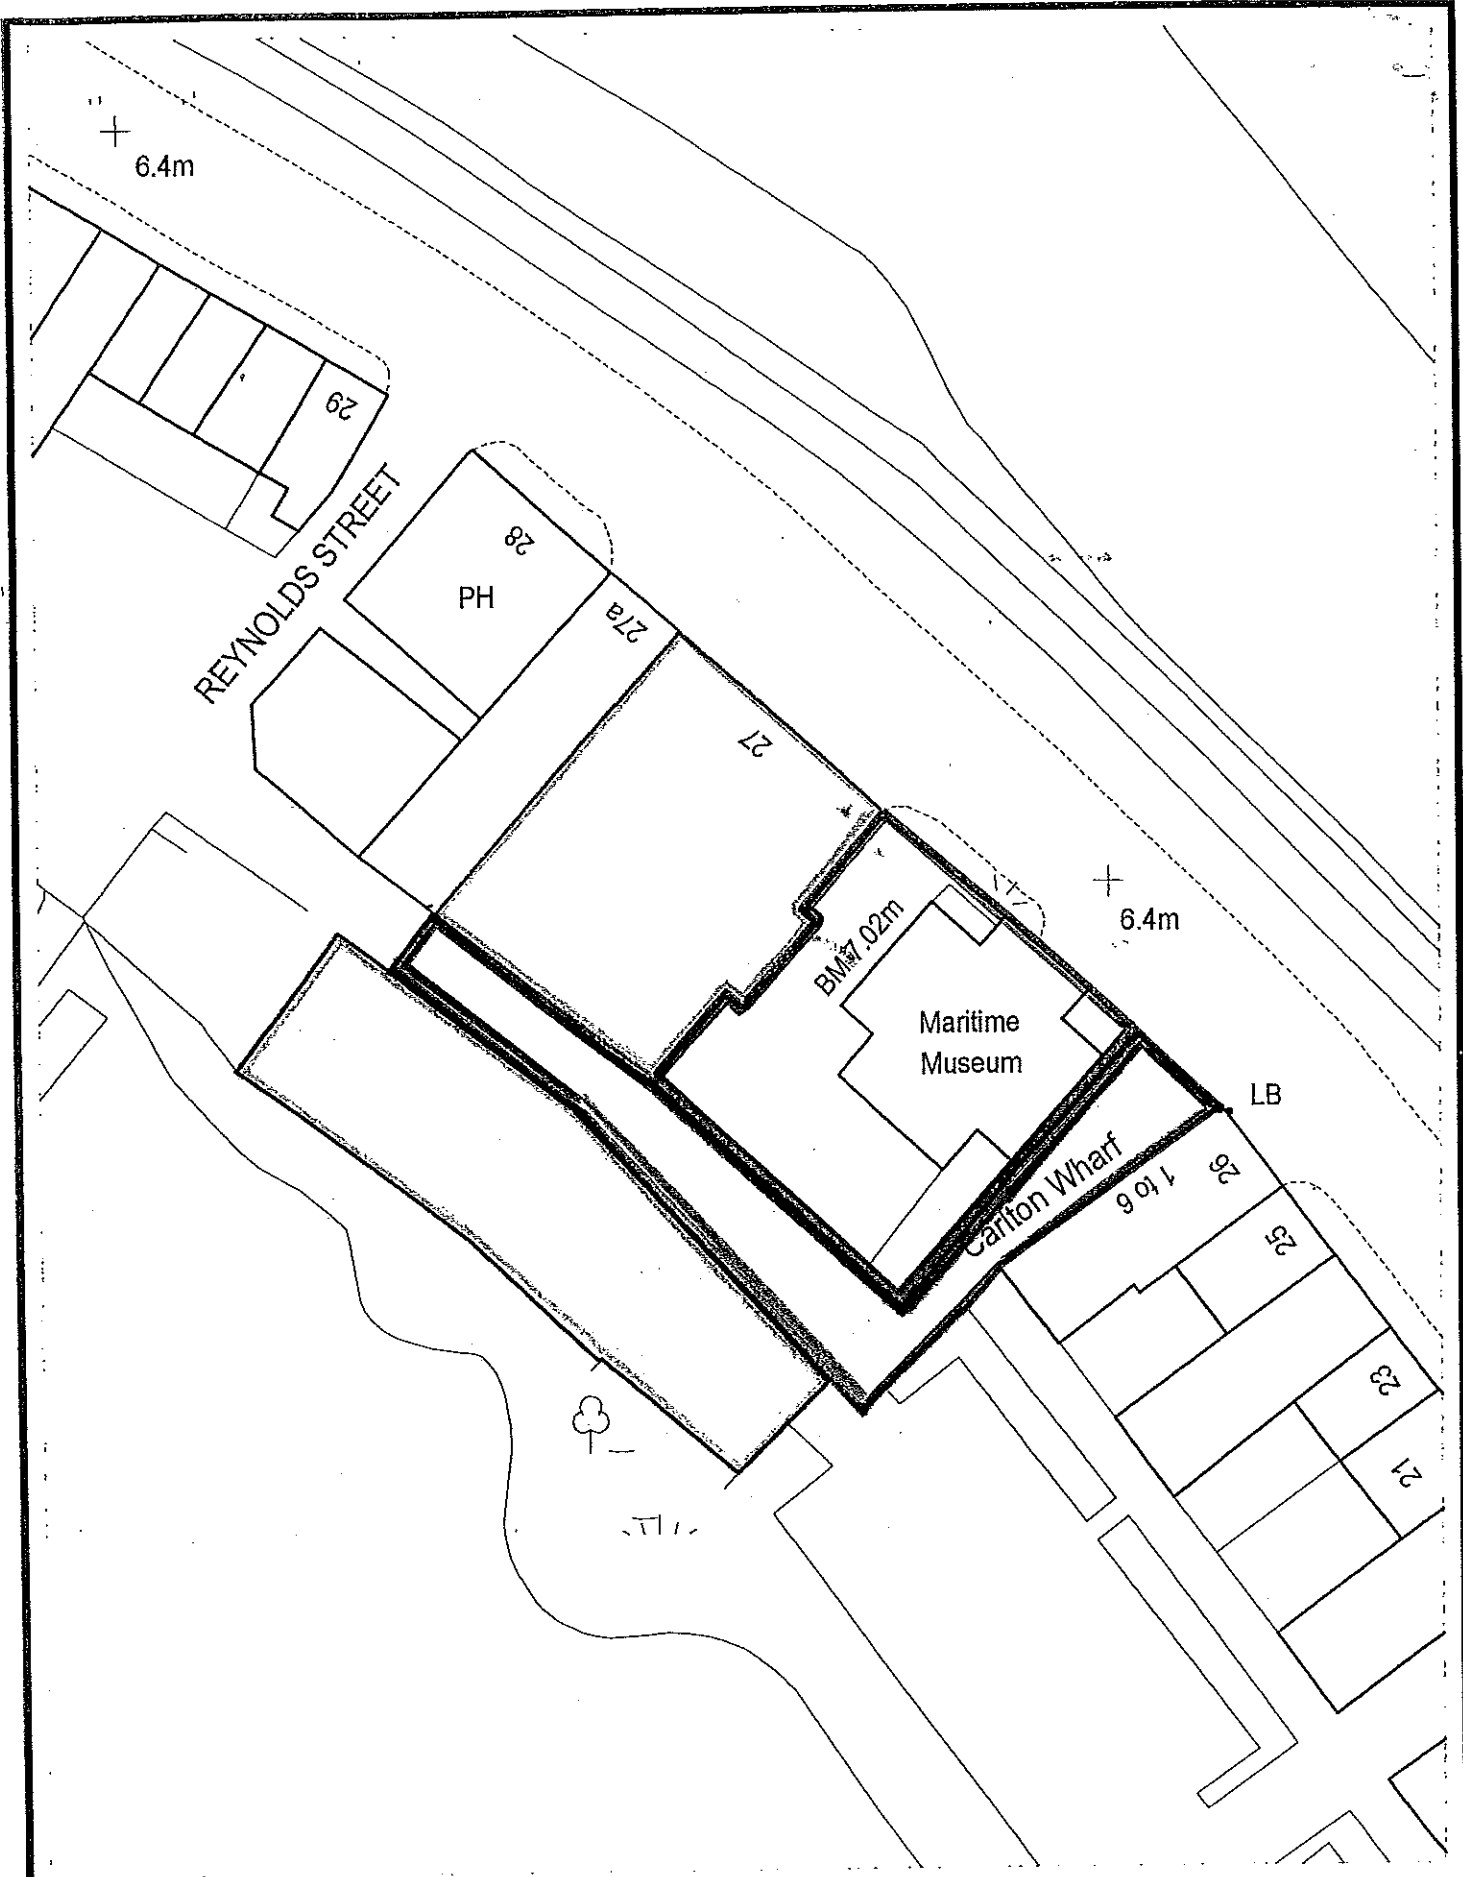 6.4m
29
REYNOLDS STREET
28
PH
27a
27
BM 7.02m
6.4m
Maritime
Museum
LB
Carlton Wharf
1 to 6
26
25
23
21